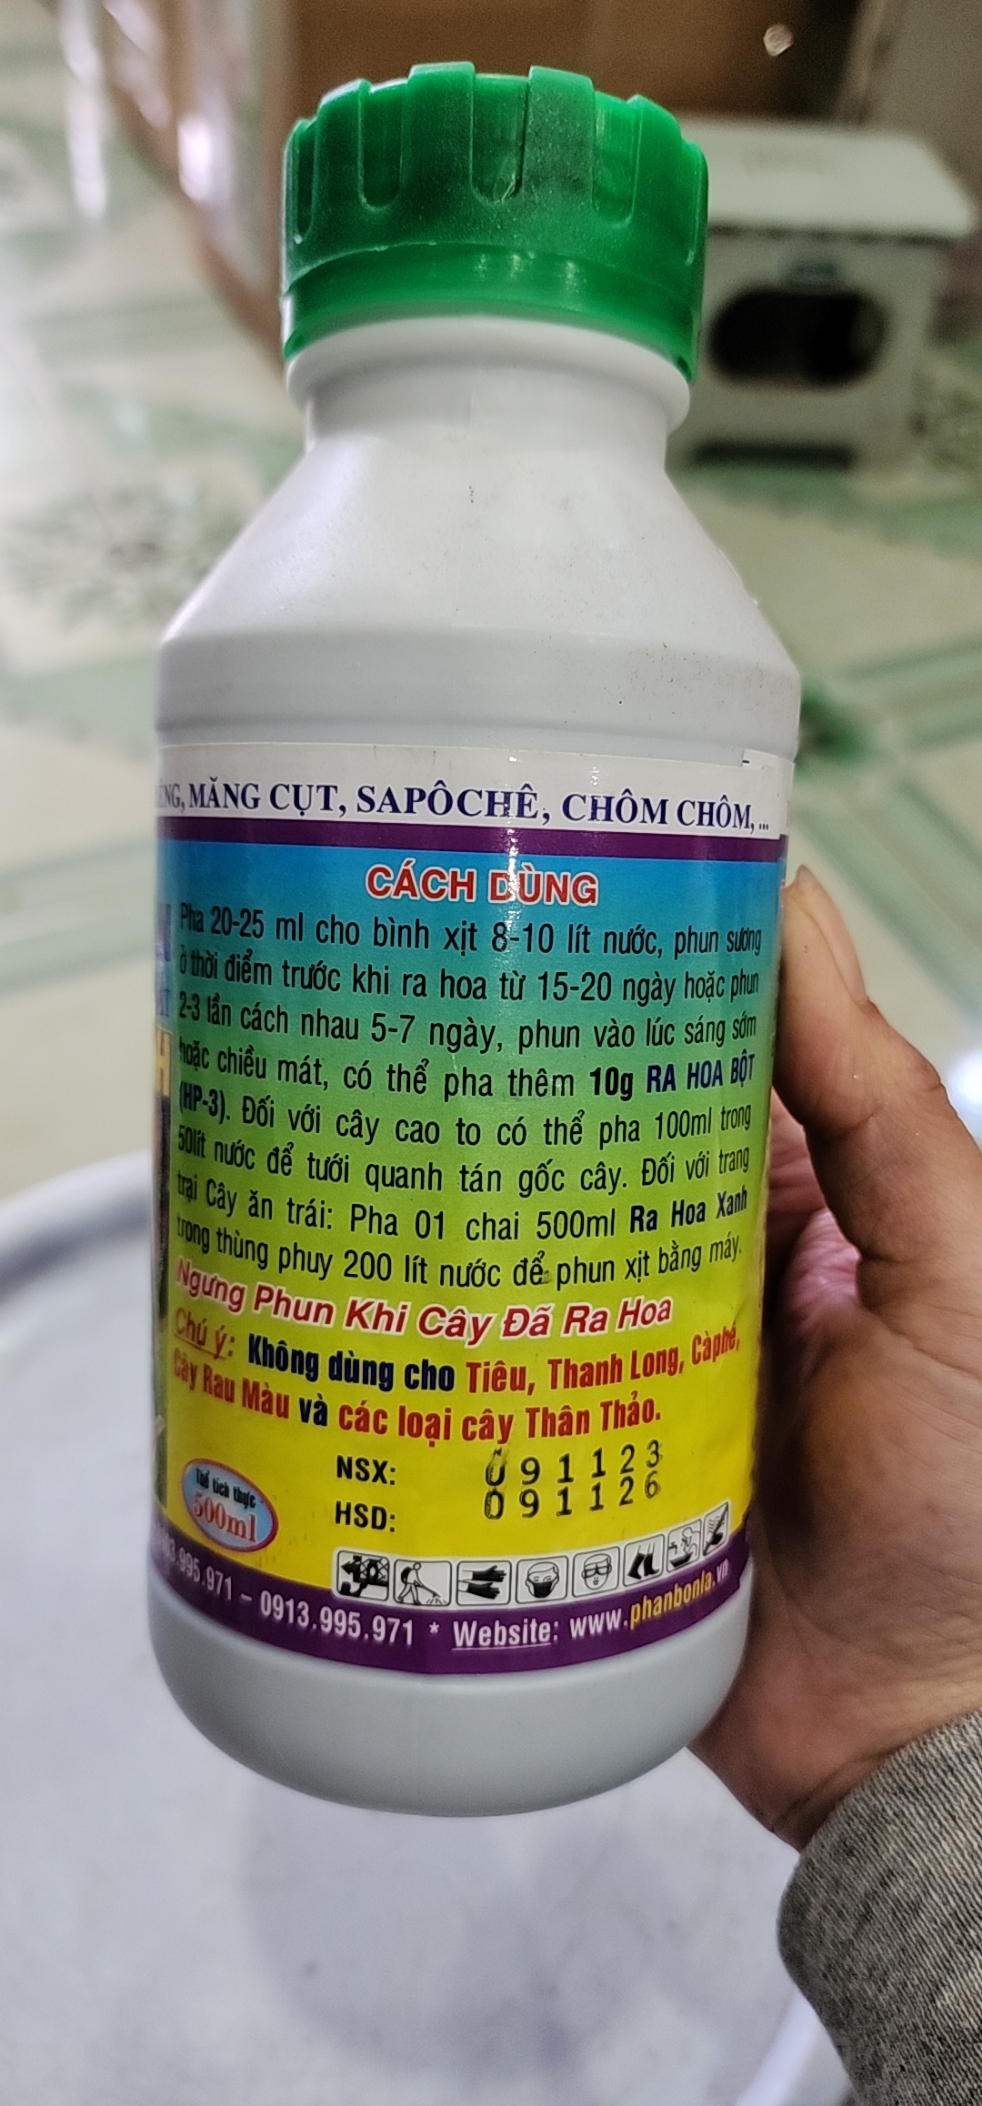 MĂNG CỤT, SAPÔCHÊ, CHÔM CHÔM,...
CÁCH DÙNG
Pha 20-25 ml cho bình xịt 8-10 lít nước, phun sương
ở thời điểm trước khi ra hoa từ 15-20 ngày hoặc phun
2-3 lần cách nhau 5-7 ngày, phun vào lúc sáng sớm
hoặc chiều mát, có thể pha thêm 10g RA HOA BỘT
(HP-3). Đối với cây cao to có thể pha 100ml trong
50lít nước để tưới quanh tán gốc cây. Đối với trang
trại Cây ăn trái: Pha 01 chai 500ml Ra Hoa Xanh
trong thùng phuy 200 lít nước để phun xịt bằng máy.
Ngưng Phun Khi Cây Đã Ra Hoa
Chú ý: Không dùng cho Tiêu, Thanh Long, Càphê,
Cây Rau Màu và các loại cây Thân Thảo.
NSX: 091123
HSD: 091126
Thể tích thực
500ml
995.971 - 0913.995.971 * Website: www.phanbonla.vn